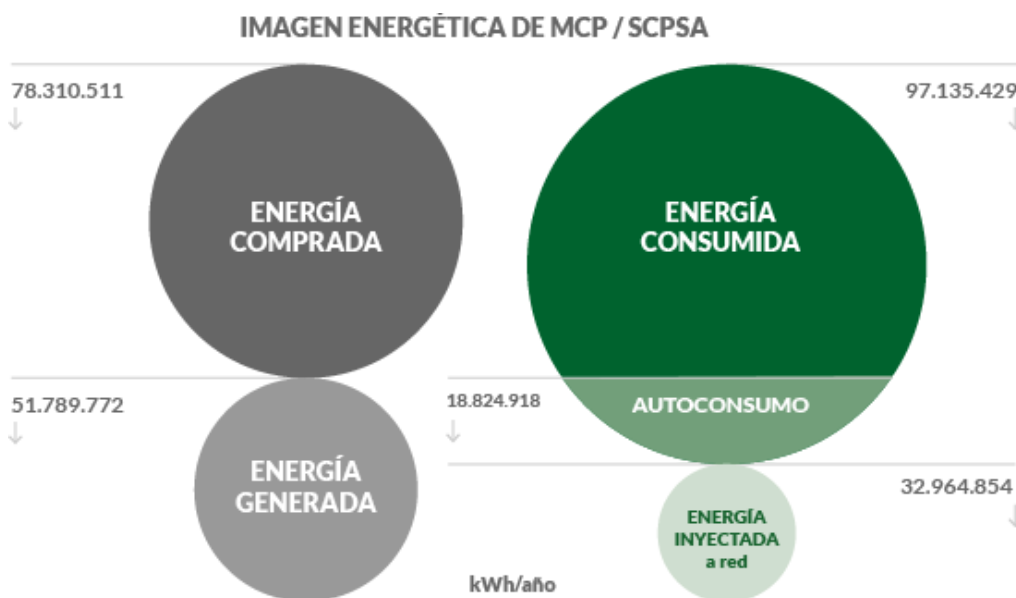 IMAGEN ENERGÉTICA DE MCP / SCPSA
78.310.511
97.135.429
ENERGÍA
COMPRADA
ENERGÍA
CONSUMIDA
51.789.772
18.824.918
AUTOCONSUMO
ENERGÍA
GENERADA
32.964.854
ENERGÍA
INYECTADA
a red
kWh/año